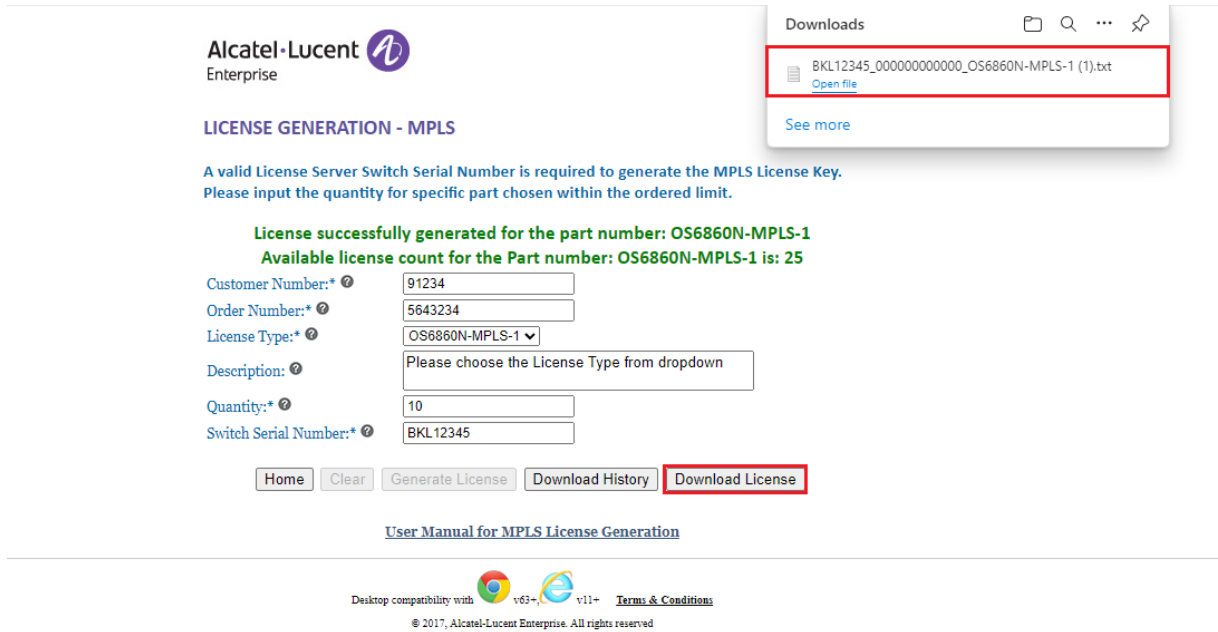 Alcatel·Lucent
Enterprise
Downloads
BKL12345_000000000000_OS6860N-MPLS-1 (1).txt
Open file
See more
LICENSE GENERATION - MPLS
A valid License Server Switch Serial Number is required to generate the MPLS License Key.
Please input the quantity for specific part chosen within the ordered limit.
License successfully generated for the part number: OS6860N-MPLS-1
Available license count for the Part number: OS6860N-MPLS-1 is: 25
Customer Number:* 91234
Order Number:* 5643234
License Type:* OS6860N-MPLS-1
Description: Please choose the License Type from dropdown
Quantity:* 10
Switch Serial Number:* BKL12345
Home Clear Generate License Download History Download License
User Manual for MPLS License Generation
Desktop compatibility with v63+, v11+ Terms & Conditions
© 2017, Alcatel-Lucent Enterprise. All rights reserved